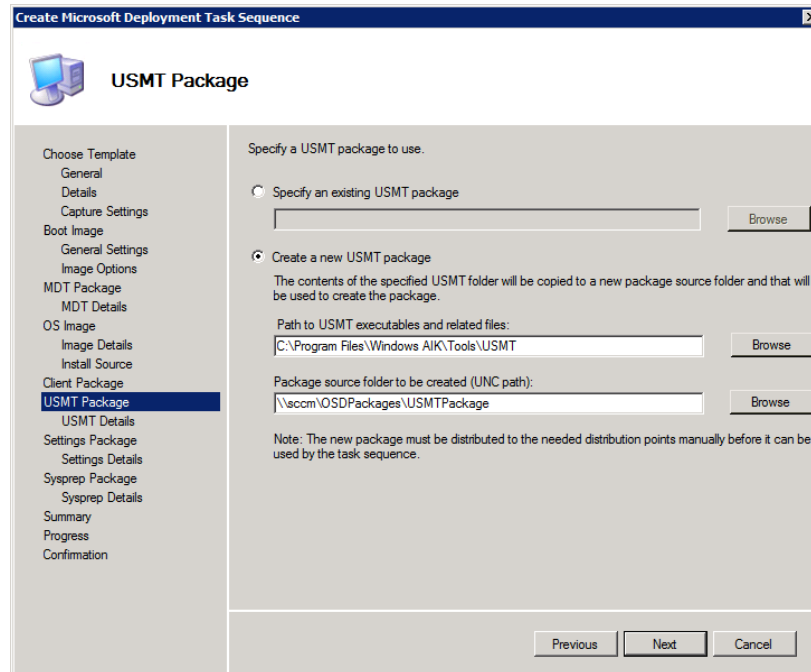 Create Microsoft Deployment Task Sequence
USMT Package
Choose Template
General
Details
Capture Settings
Boot Image
General Settings
Image Options
MDT Package
MDT Details
OS Image
Image Details
Install Source
Client Package
USMT Package
USMT Details
Settings Package
Settings Details
Sysprep Package
Sysprep Details
Summary
Progress
Confirmation
Specify a USMT package to use.
Specify an existing USMT package
Browse
Create a new USMT package
The contents of the specified USMT folder will be copied to a new package source folder and that will
be used to create the package.
Path to USMT executables and related files:
C:\Program Files\Windows AIK\Tools\USMT
Browse
Package source folder to be created (UNC path):
\\sccm\OSDPackages\USMTPackage
Browse
Note: The new package must be distributed to the needed distribution points manually before it can be
used by the task sequence.
Previous
Next
Cancel